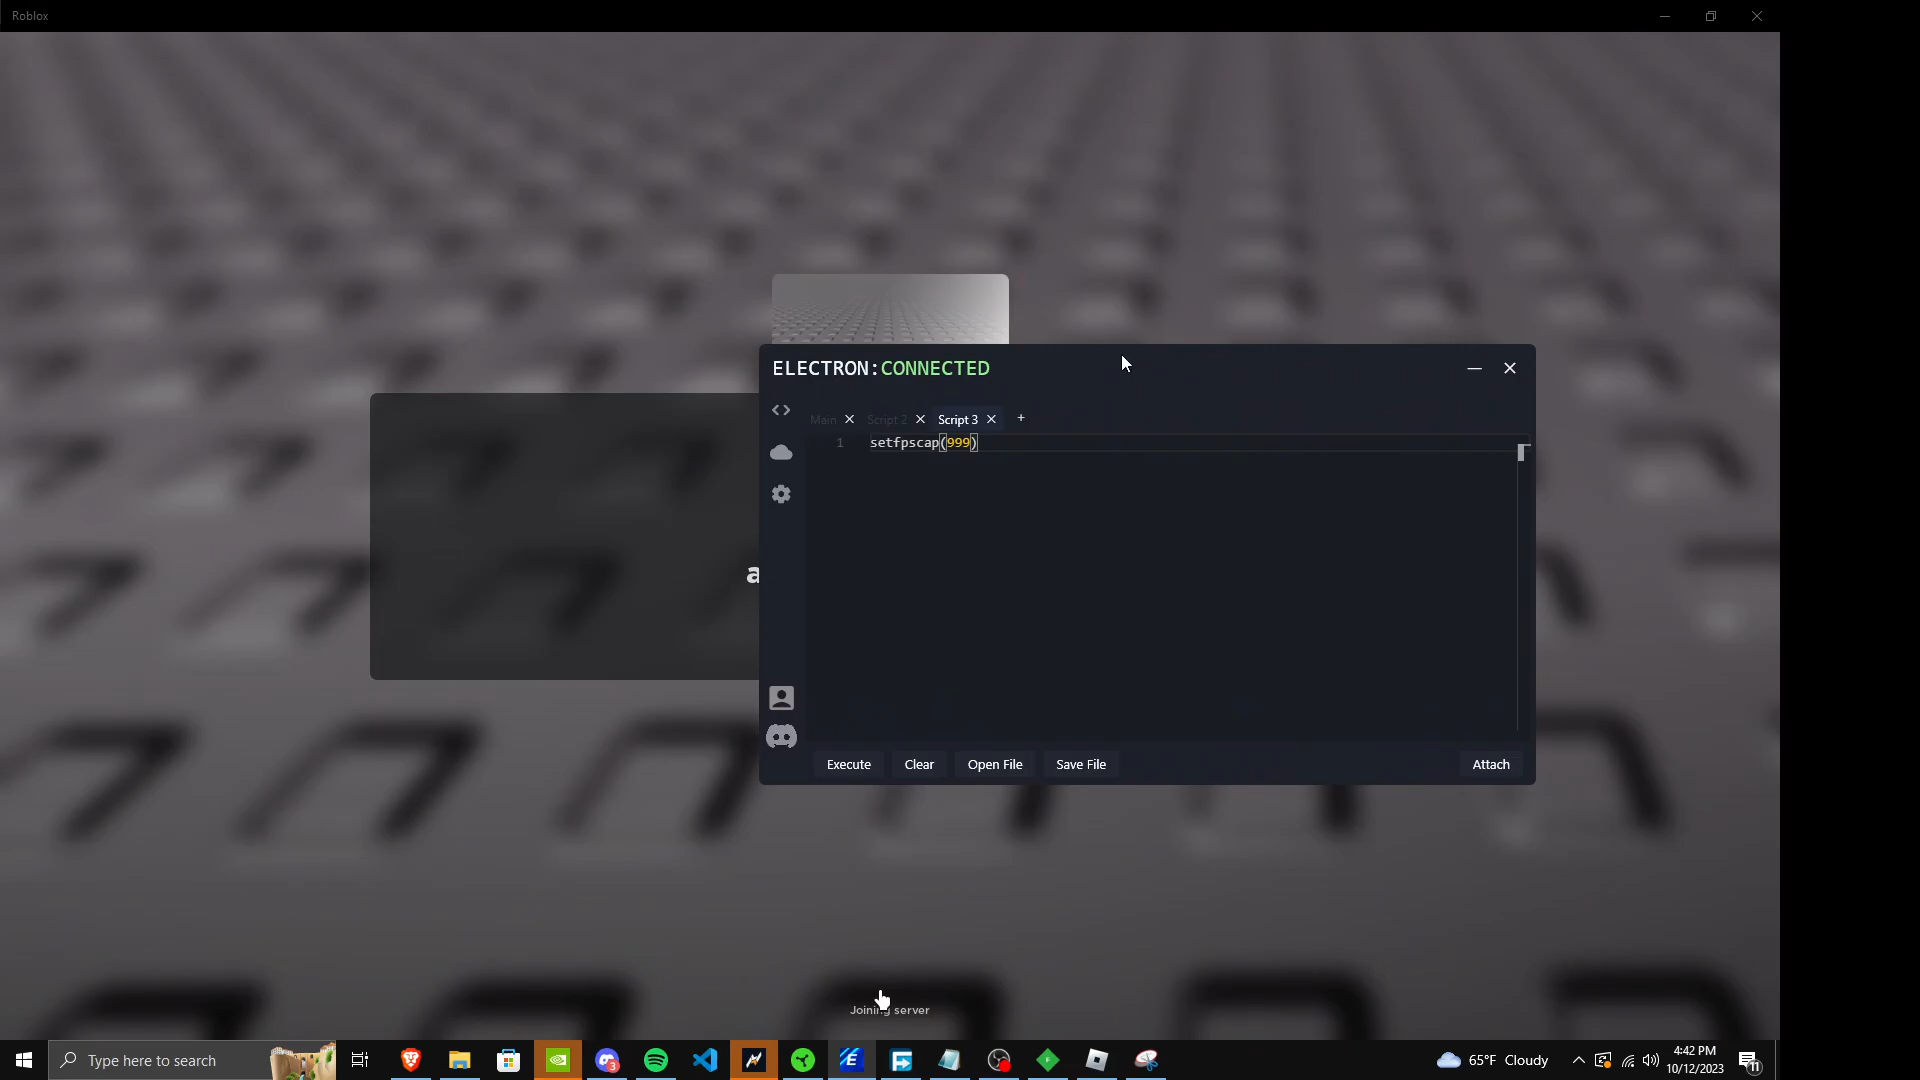 Roblox
ELECTRON:CONNECTED
Main
Script 2
Script 3
+
1 setfpscap(999)
a
Execute
Clear
Open File
Save File
Attach
Joining server
Type here to search
3
65°F Cloudy
4:42 PM
10/12/2023
11